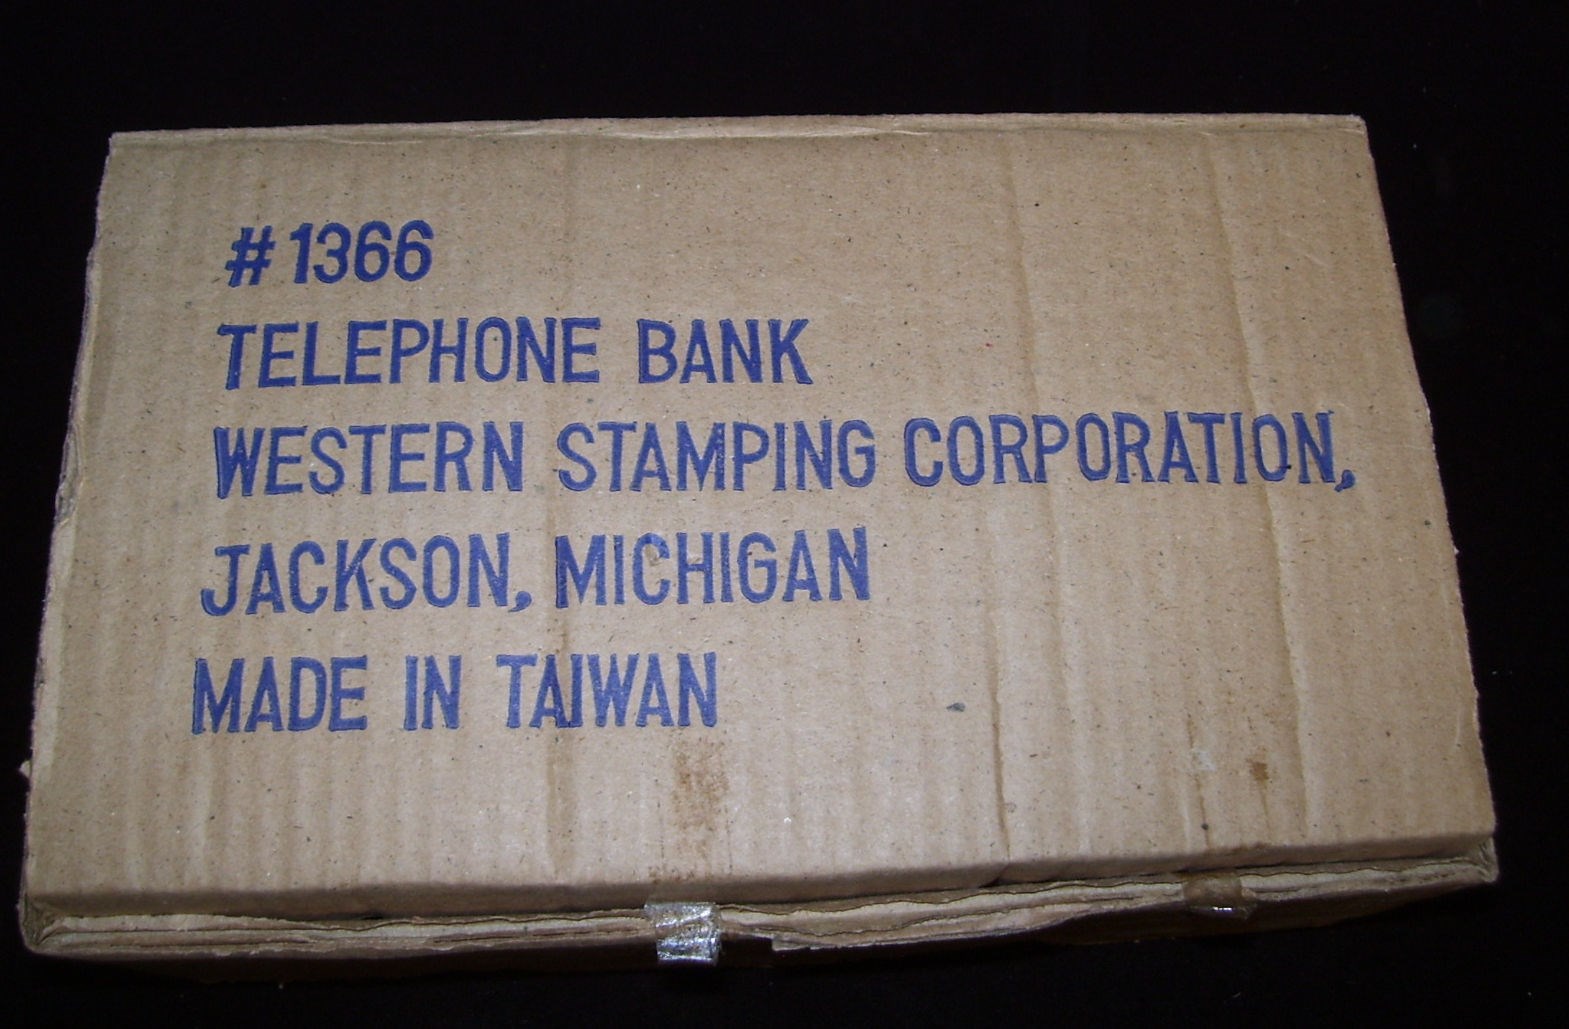 #1366
TELEPHONE BANK
WESTERN STAMPING CORPORATION,
JACKSON, MICHIGAN
MADE IN TAIWAN